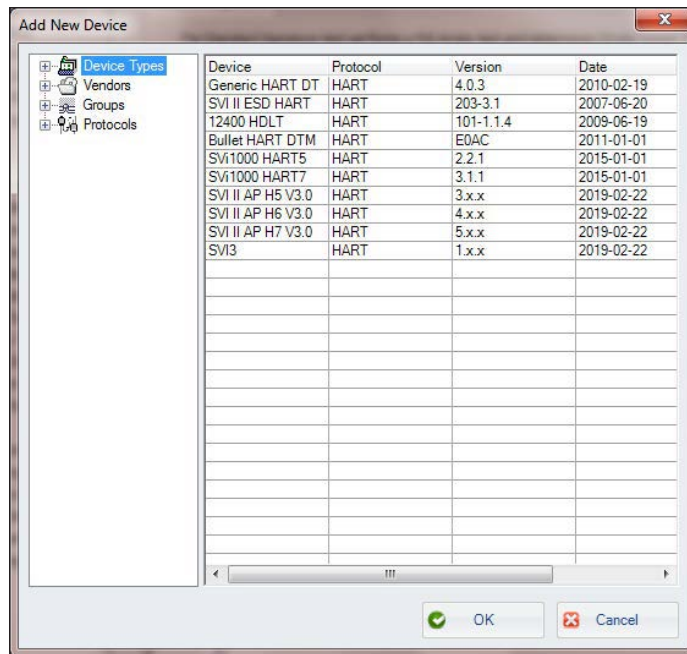 Add New Device
Device Types
Vendors
Groups
Protocols
Device Protocol Version Date
Generic HART DT HART 4.0.3 2010-02-19
SVI II ESD HART HART 203-3.1 2007-06-20
12400 HDLT HART 101-1.1.4 2009-06-19
Bullet HART DTM HART E0AC 2011-01-01
SVi1000 HART5 HART 2.2.1 2015-01-01
SVi1000 HART7 HART 3.1.1 2015-01-01
SVI II AP H5 V3.0 HART 3.x.x 2019-02-22
SVI II AP H6 V3.0 HART 4.x.x 2019-02-22
SVI II AP H7 V3.0 HART 5.x.x 2019-02-22
SVI3 HART 1.x.x 2019-02-22
OK Cancel